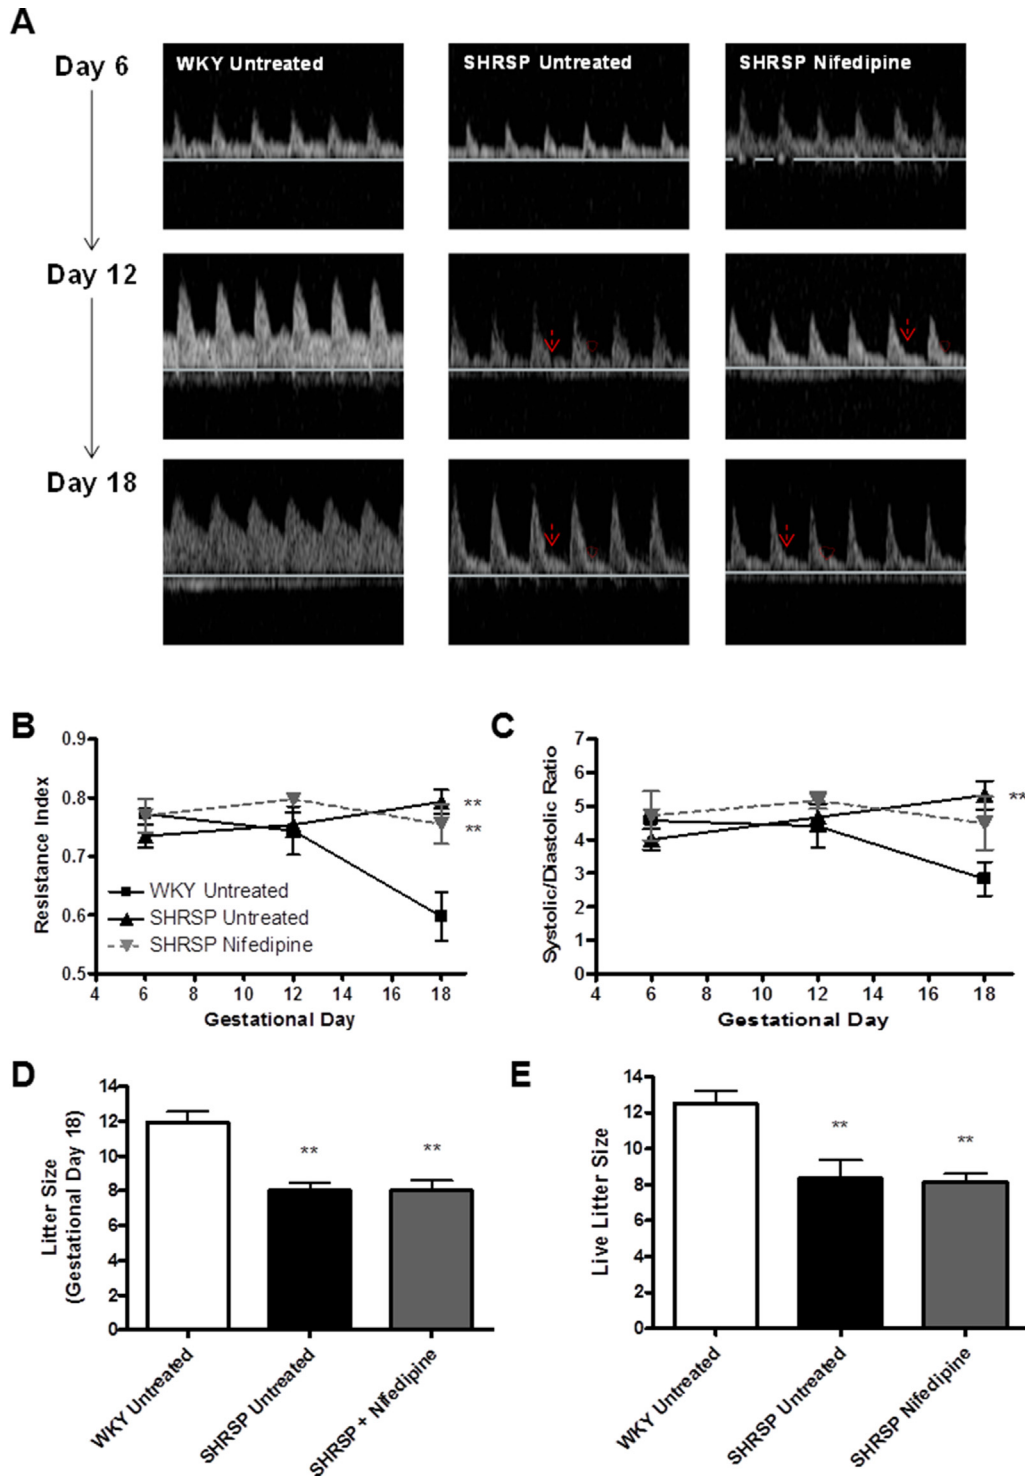 A
Day 6
WKY Untreated
SHRSP Untreated
SHRSP Nifedipine
Day 12
Day 18
B
0.9
0.8
0.7
0.6
0.5
Resistance Index
**
**
WKY Untreated
SHRSP Untreated
SHRSP Nifedipine
4 6 8 10 12 14 16 18
Gestational Day
C
7
6
5
4
3
2
1
0
Systolic/Diastolic Ratio
**
4 6 8 10 12 14 16 18
Gestational Day
D
14
12
10
8
6
4
2
0
Litter Size
(Gestational Day 18)
**
**
WKY Untreated
SHRSP Untreated
SHRSP + Nifedipine
E
14
12
10
8
6
4
2
0
Live Litter Size
**
**
WKY Untreated
SHRSP Untreated
SHRSP Nifedipine